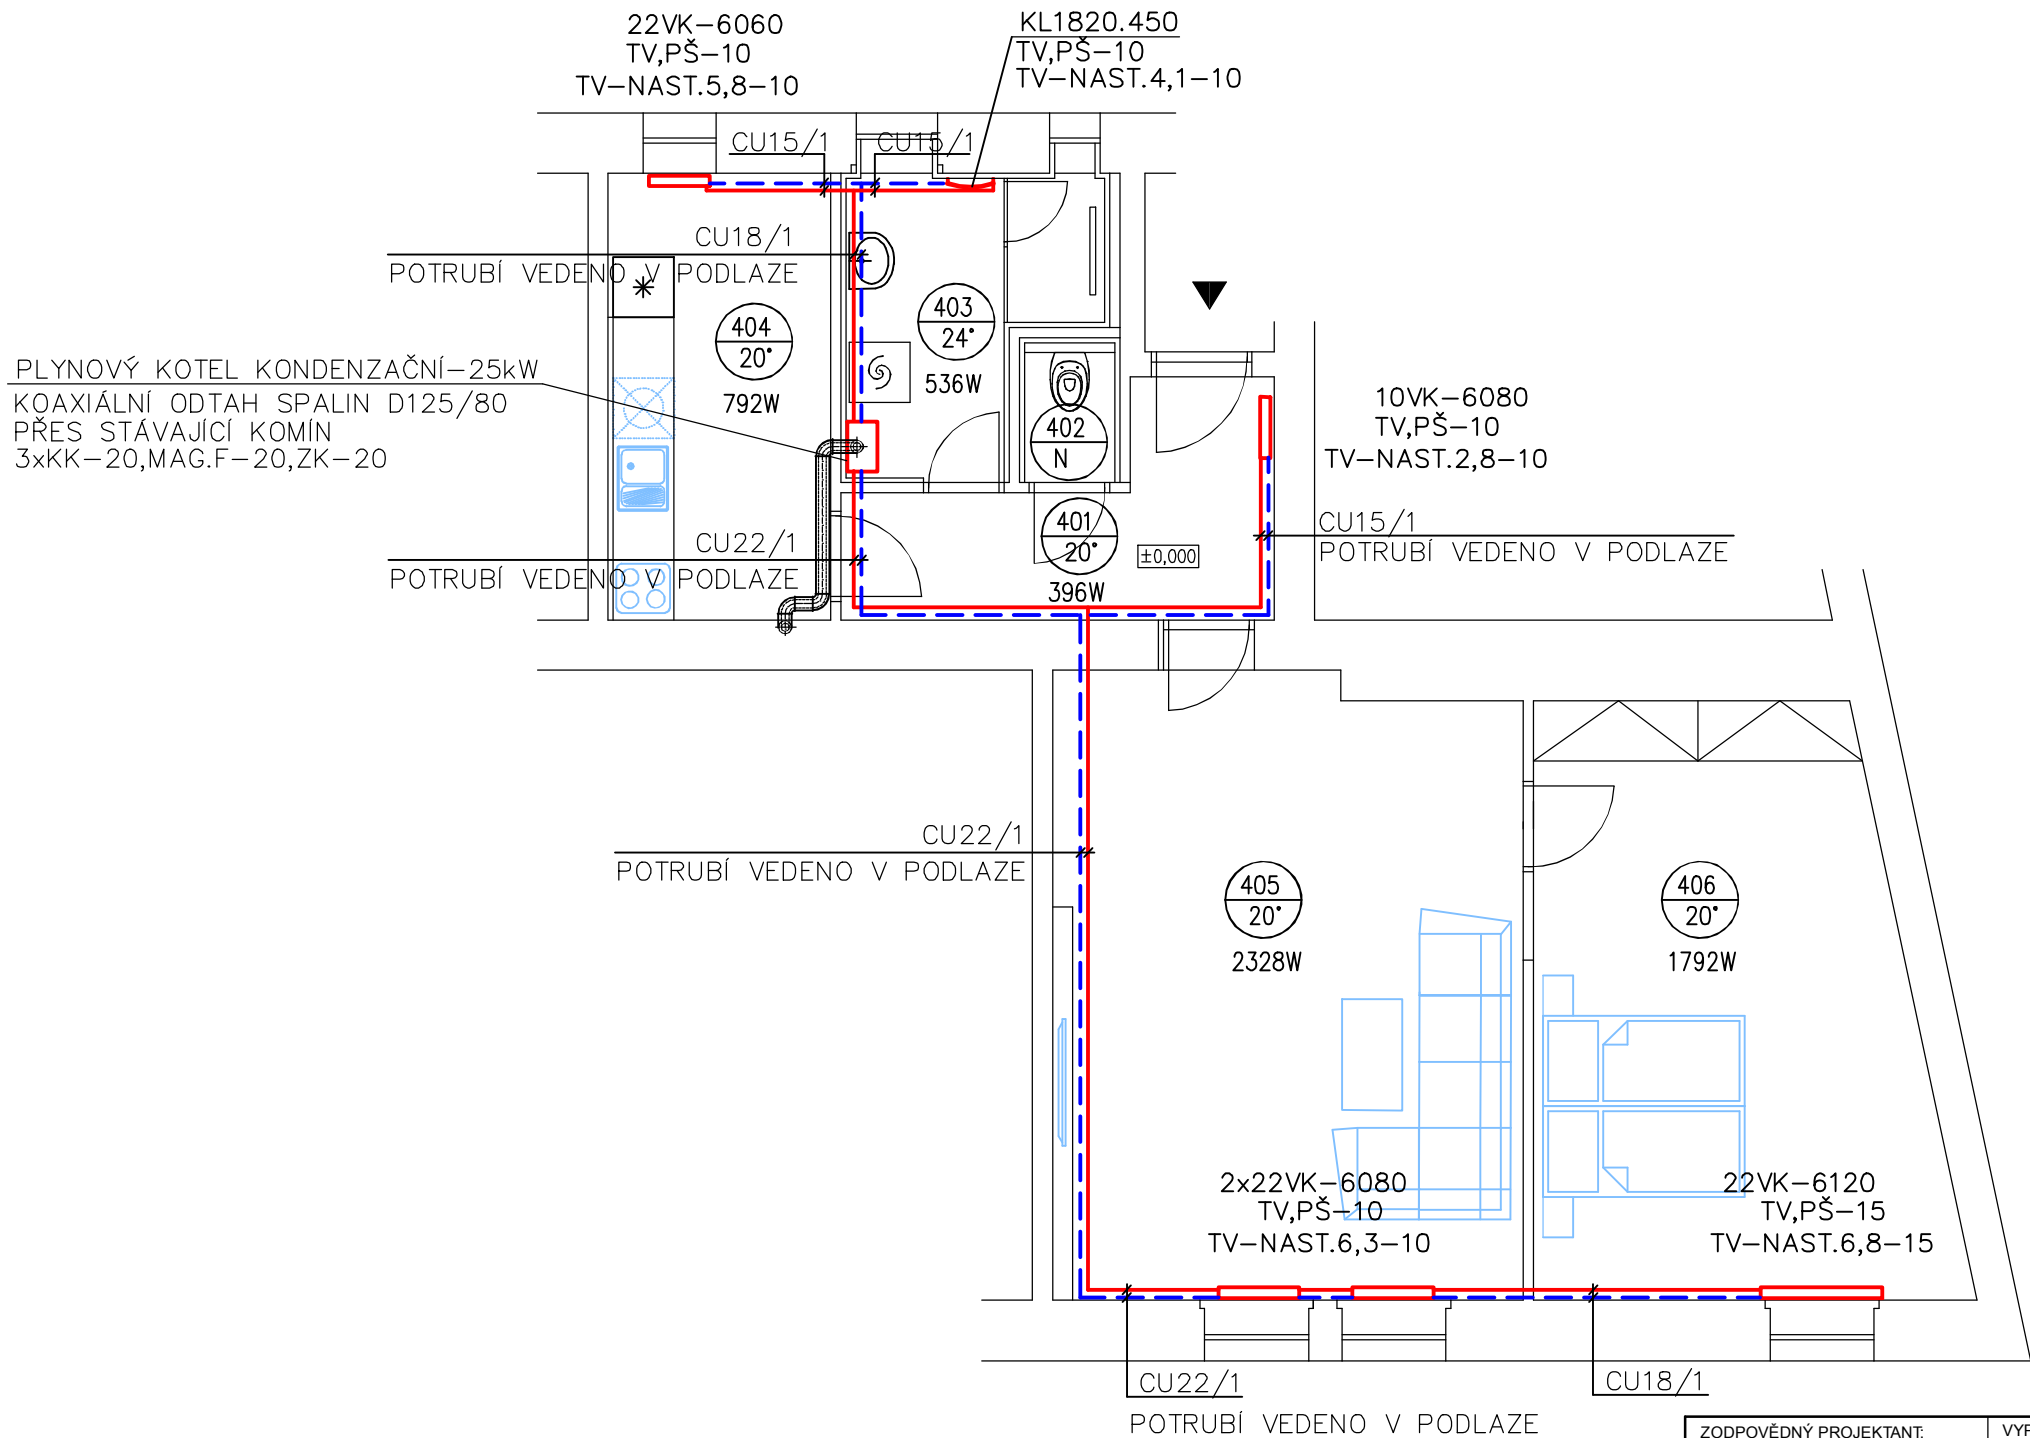 22VK-6060
TV,PŠ-10
TV-NAST.5,8-10
KL1820.450
TV,PŠ-10
TV-NAST.4,1-10
CU15/1
CU15/1
CU18/1
POTRUBÍ VEDENO V PODLAZE
404
20°
792W
403
24°
536W
PLYNOVÝ KOTEL KONDENZAČNÍ-25kW
KOAXIÁLNÍ ODTAH SPALIN D125/80
PŘES STÁVAJÍCÍ KOMÍN
3xKK-20,MAG.F-20,ZK-20
402
N
10VK-6080
TV,PŠ-10
TV-NAST.2,8-10
CU22/1
POTRUBÍ VEDENO V PODLAZE
401
20°
396W
±0,000
CU15/1
POTRUBÍ VEDENO V PODLAZE
CU22/1
POTRUBÍ VEDENO V PODLAZE
405
20°
2328W
406
20°
1792W
2x22VK-6080
TV,PŠ-10
TV-NAST.6,3-10
22VK-6120
TV,PŠ-15
TV-NAST.6,8-15
CU22/1
POTRUBÍ VEDENO V PODLAZE
CU18/1
ZODPOVĚDNÝ PROJEKTANT: